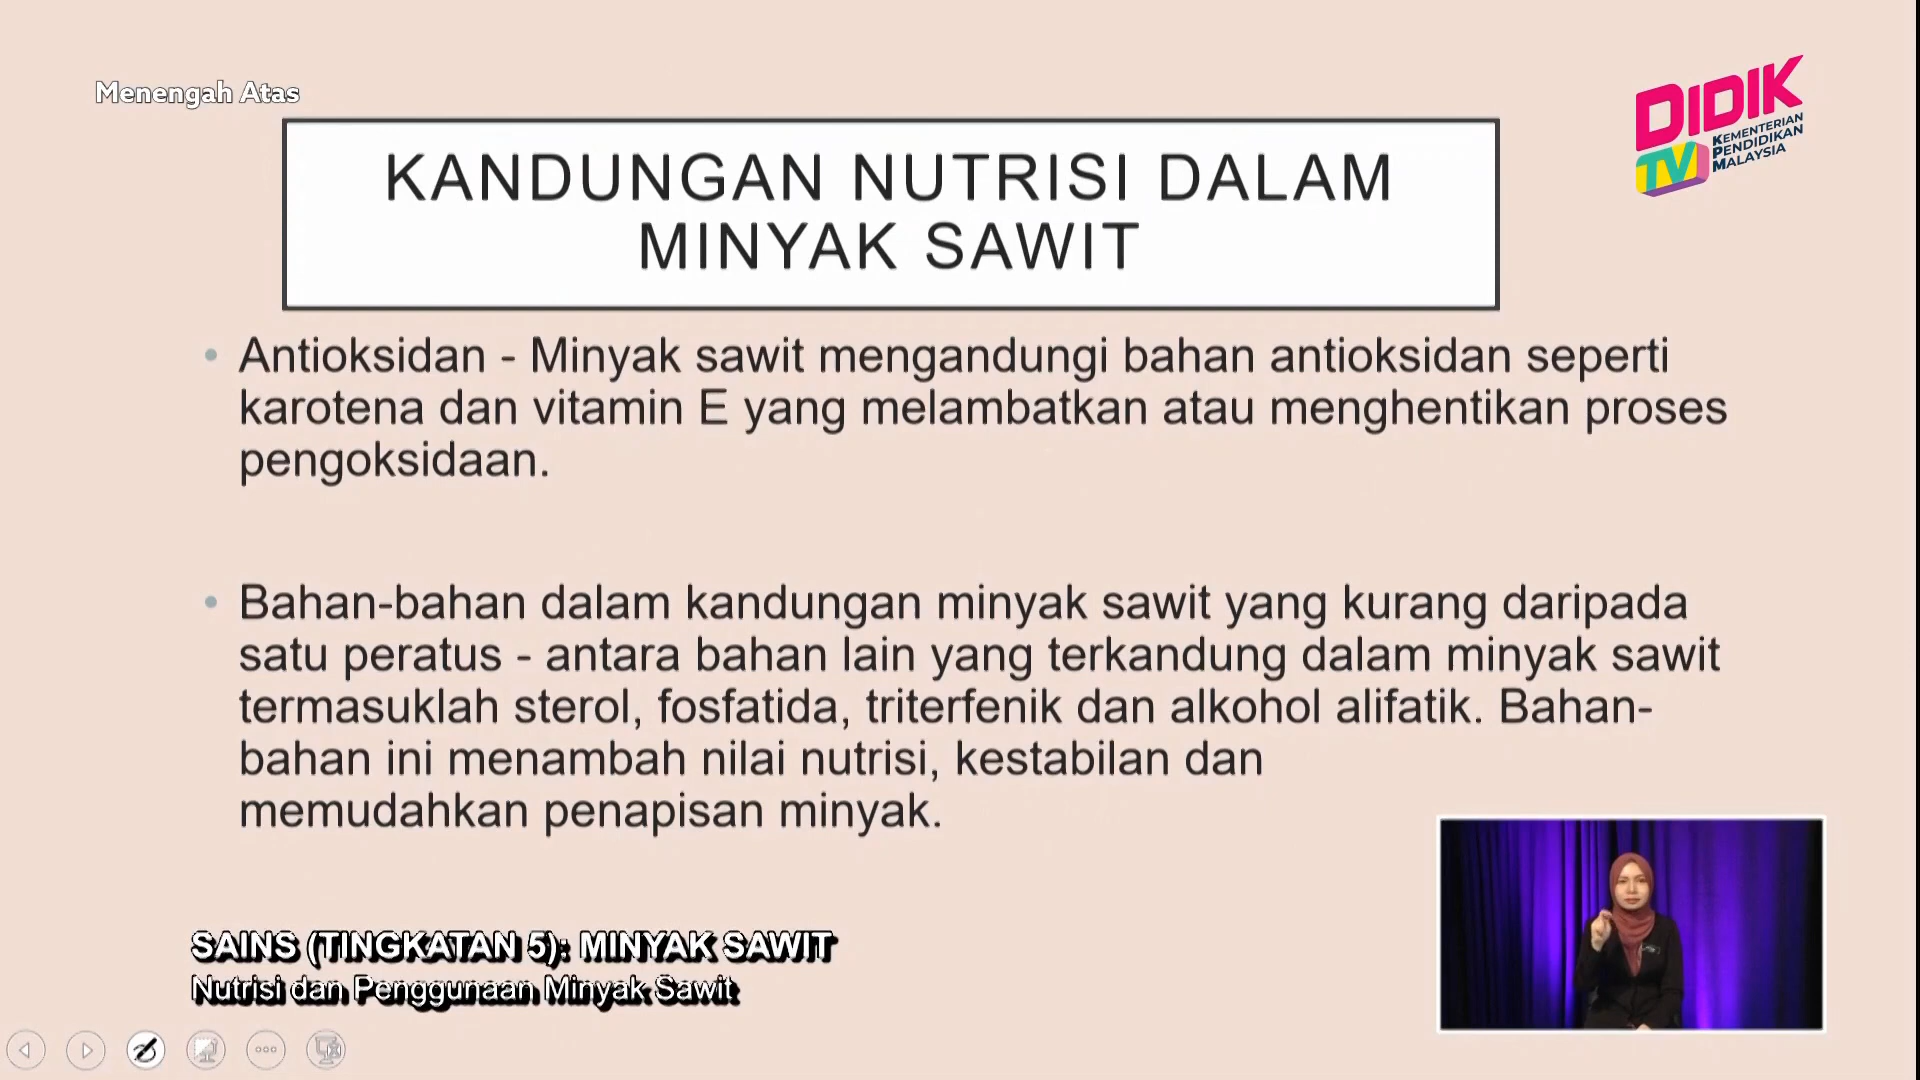 Menengah Atas
DIDIK
TV
KEMENTERIAN
PENDIDIKAN
MALAYSIA
KANDUNGAN NUTRISI DALAM
MINYAK SAWIT
• Antioksidan - Minyak sawit mengandungi bahan antioksidan seperti
karotena dan vitamin E yang melambatkan atau menghentikan proses
pengoksidaan.
• Bahan-bahan dalam kandungan minyak sawit yang kurang daripada
satu peratus - antara bahan lain yang terkandung dalam minyak sawit
termasuklah sterol, fosfatida, triterfenik dan alkohol alifatik. Bahan-
bahan ini menambah nilai nutrisi, kestabilan dan
memudahkan penapisan minyak.
SAINS (TINGKATAN 5): MINYAK SAWIT
Nutrisi dan Penggunaan Minyak Sawit